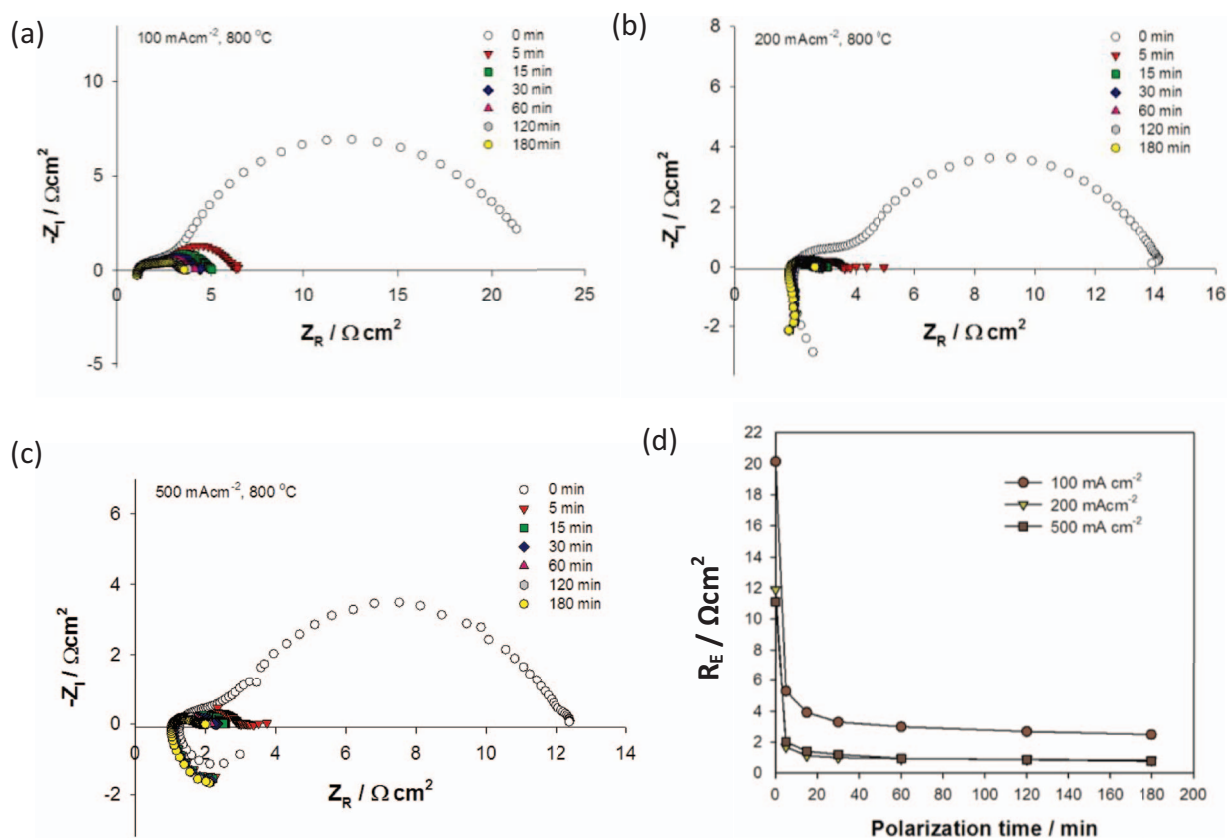 (a)
100 mAcm⁻², 800 °C
0 min
5 min
15 min
30 min
60 min
120 min
180 min
10
5
0
-5
5
10
15
20
25
-Z_I / Ωcm²
Z_R / Ω cm²
(b)
200 mAcm⁻², 800 °C
0 min
5 min
15 min
30 min
60 min
120 min
180 min
8
6
4
2
0
-2
0
2
4
6
8
10
12
14
16
-Z_I / Ωcm²
Z_R / Ω cm²
(c)
500 mAcm⁻², 800 °C
0 min
5 min
15 min
30 min
60 min
120 min
180 min
6
4
2
0
-2
2
4
6
8
10
12
14
-Z_I / Ωcm²
Z_R / Ω cm²
(d)
100 mA cm⁻²
200 mAcm⁻²
500 mA cm⁻²
22
20
18
16
14
12
10
8
6
4
2
0
0
20
40
60
80
100
120
140
160
180
200
R_E / Ωcm²
Polarization time / min